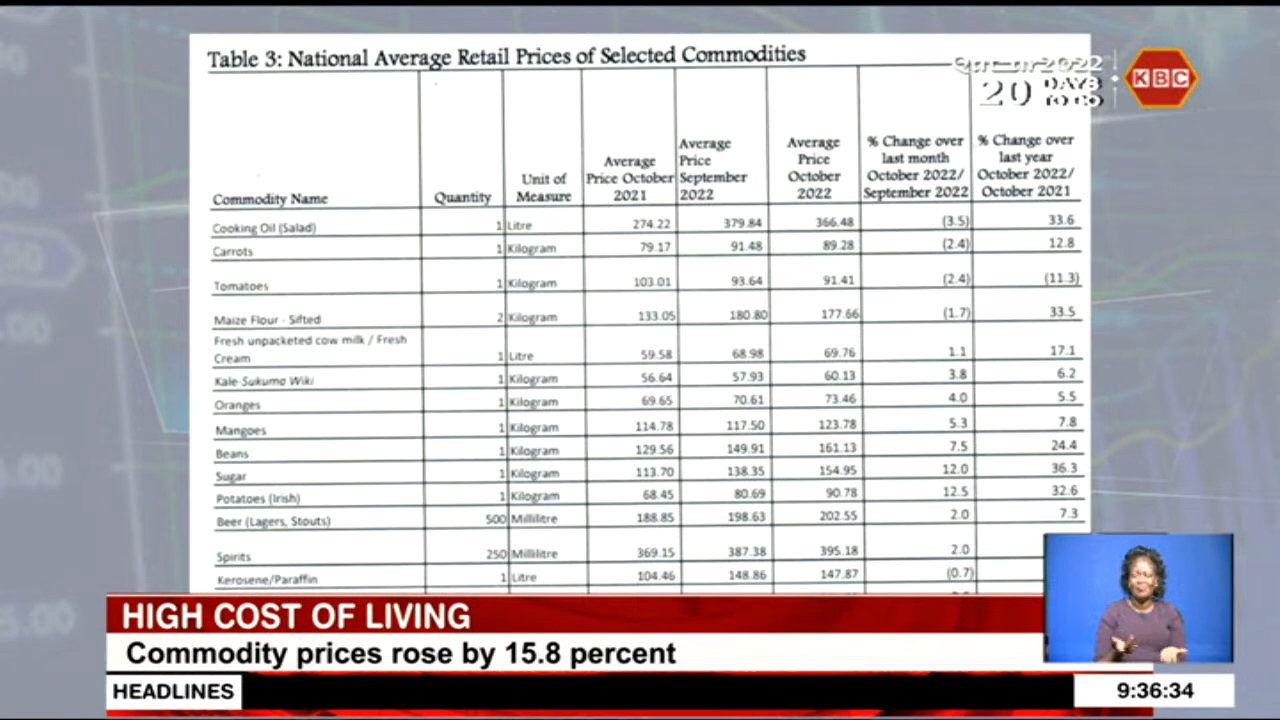 Table 3: National Average Retail Prices of Selected Commodities
Qatar 2022
20 DAYS TO GO
KBC
Commodity Name | Quantity | Unit of Measure | Average Price October 2021 | Average Price September 2022 | Average Price October 2022 | % Change over last month October 2022/ September 2022 | % Change over last year October 2022/ October 2021
Cooking Oil (Salad) 1 Litre 274.22 379.84 366.48 (3.5) 33.6
Carrots 1 Kilogram 79.17 91.48 89.28 (2.4) 12.8
Tomatoes 1 Kilogram 103.01 93.64 91.41 (2.4) (11.3)
Maize Flour - Sifted 2 Kilogram 133.05 180.80 177.66 (1.7) 33.5
Fresh unpacketed cow milk / Fresh
Cream 1 Litre 59.58 68.98 69.76 1.1 17.1
Kale-Sukuma Wiki 1 Kilogram 56.64 57.93 60.13 3.8 6.2
Oranges 1 Kilogram 69.65 70.61 73.46 4.0 5.5
Mangoes 1 Kilogram 114.78 117.50 123.78 5.3 7.8
Beans 1 Kilogram 129.56 149.91 161.13 7.5 24.4
Sugar 1 Kilogram 113.70 138.35 154.95 12.0 36.3
Potatoes (Irish) 1 Kilogram 68.45 80.69 90.78 12.5 32.6
Beer (Lagers, Stouts) 500 Millilitre 188.85 198.63 202.55 2.0 7.3
Spirits 250 Millilitre 369.15 387.38 395.18 2.0
Kerosene/Paraffin 1 Litre 104.46 148.86 147.87 (0.7)
HIGH COST OF LIVING
Commodity prices rose by 15.8 percent
HEADLINES
9:36:34